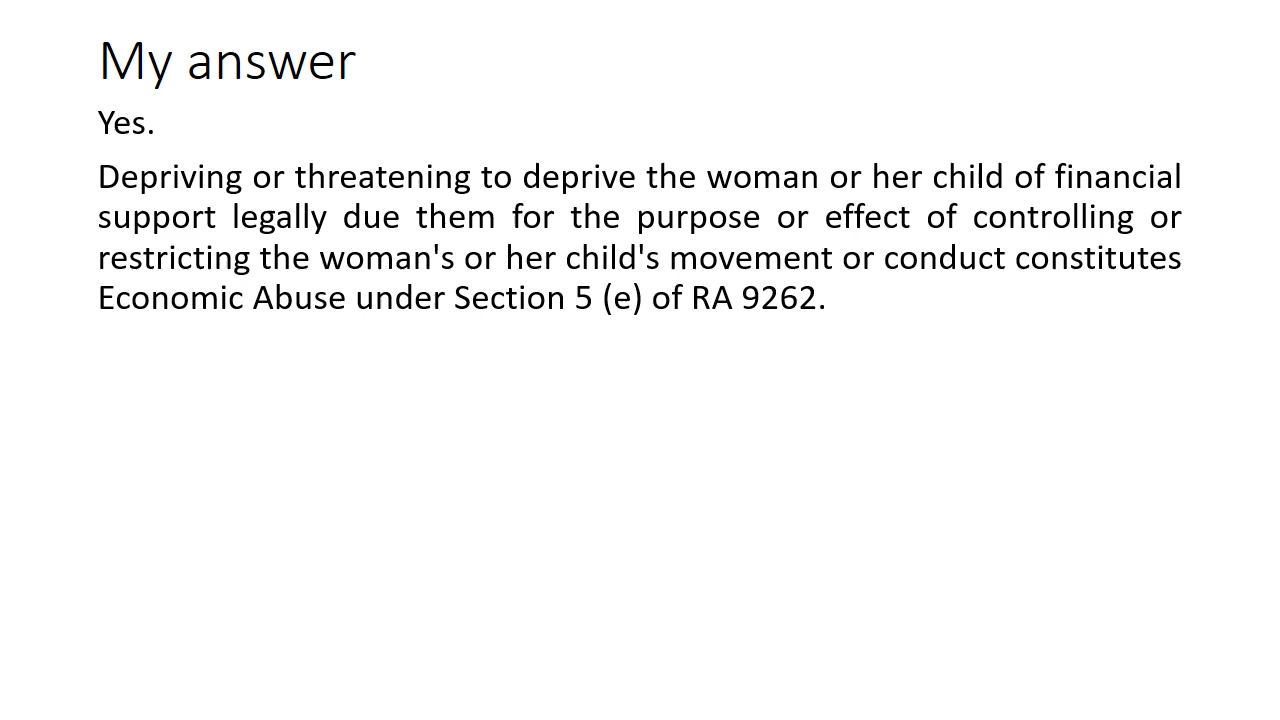 My answer
Yes.
Depriving or threatening to deprive the woman or her child of financial
support legally due them for the purpose or effect of controlling or
restricting the woman's or her child's movement or conduct constitutes
Economic Abuse under Section 5 (e) of RA 9262.